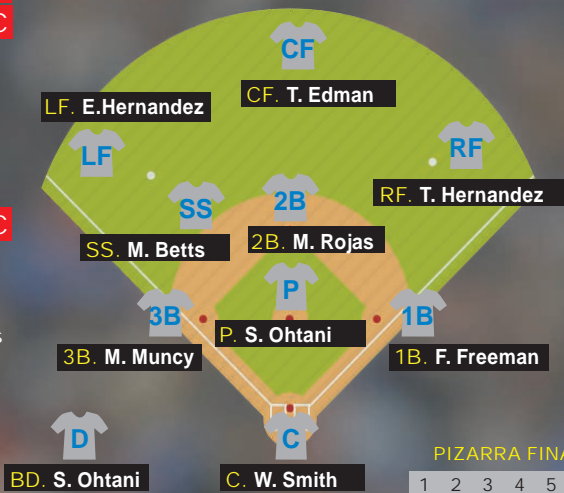 C
CF
CF. T. Edman
LF. E.Hernandez
LF
RF
RF. T. Hernandez
SS
2B
C
SS. M. Betts
2B. M. Rojas
P
3B
1B
P. S. Ohtani
s
3B. M. Muncy
1B. F. Freeman
D
C
BD. S. Ohtani
C. W. Smith
PIZARRA FINA
1 2 3 4 5